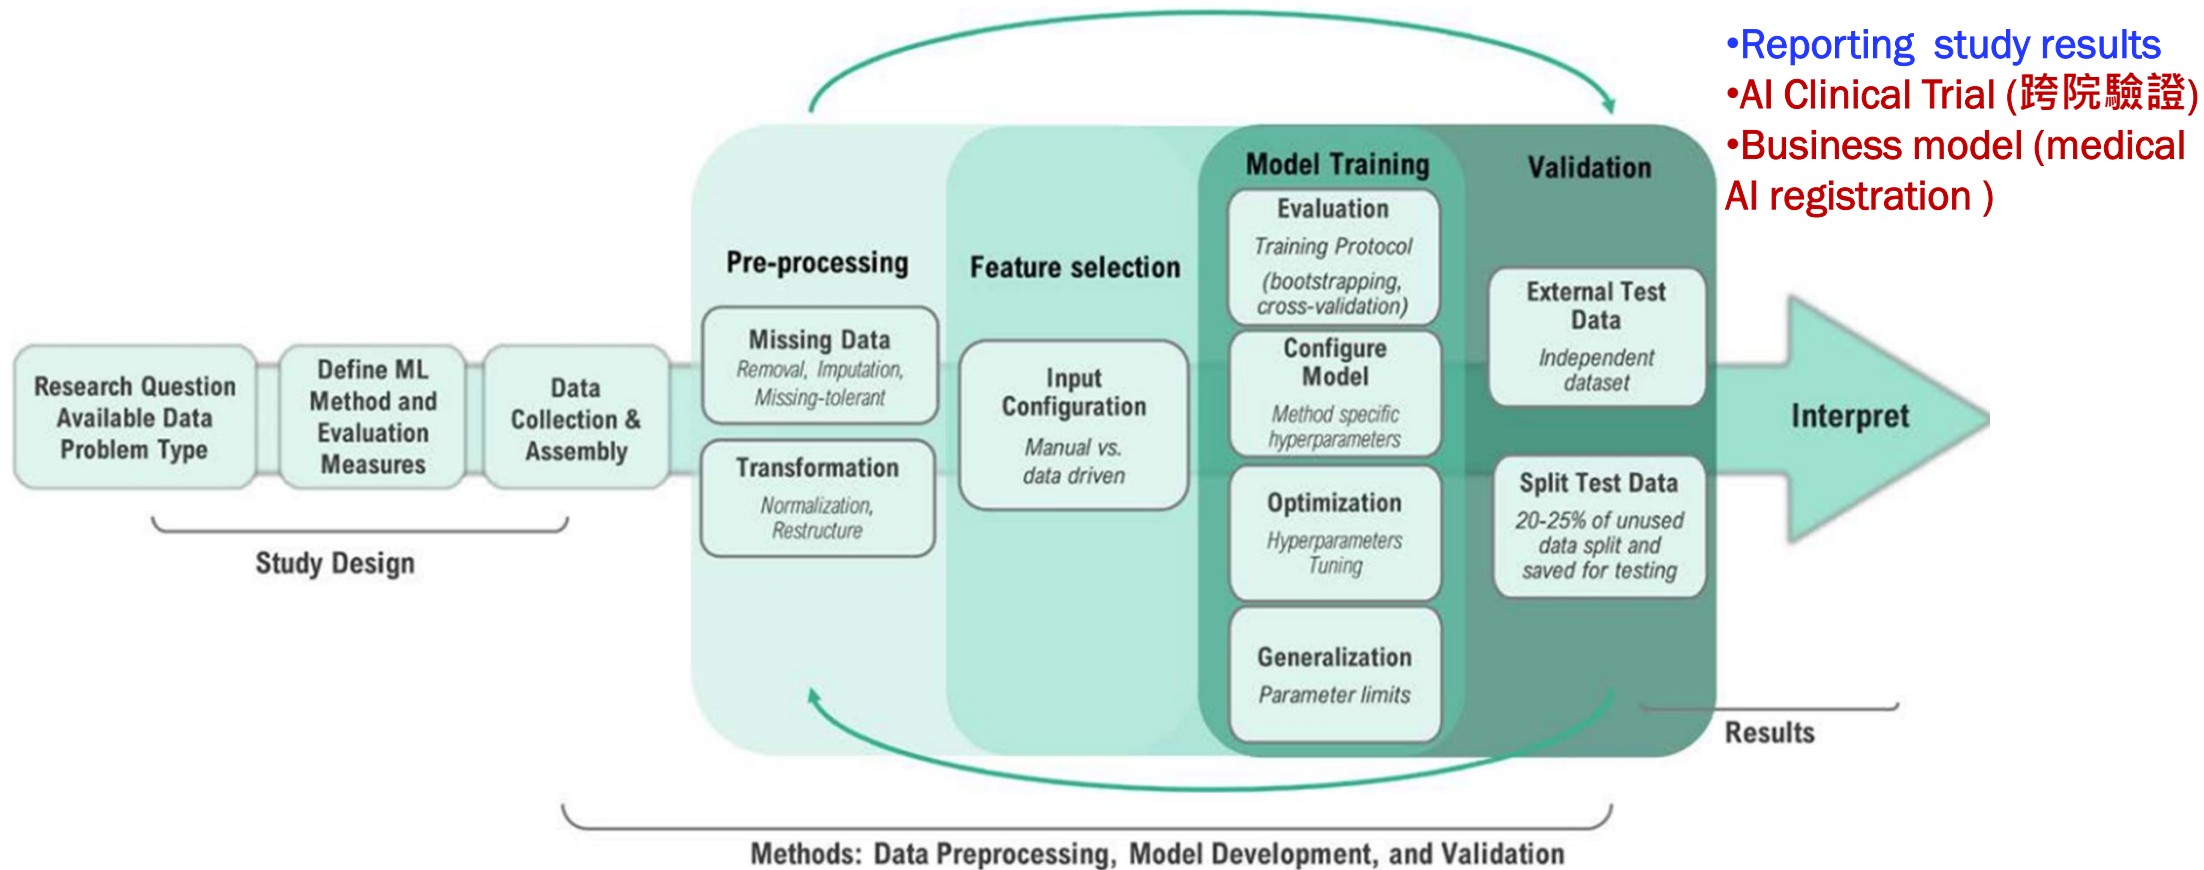 •Reporting study results
•AI Clinical Trial (跨院驗證)
•Business model (medical
AI registration )
Research Question
Available Data
Problem Type
Define ML
Method and
Evaluation
Measures
Data
Collection &
Assembly
Study Design
Pre-processing
Missing Data
Removal, Imputation,
Missing-tolerant
Transformation
Normalization,
Restructure
Feature selection
Input
Configuration
Manual vs.
data driven
Model Training
Evaluation
Training Protocol
(bootstrapping,
cross-validation)
Configure
Model
Method specific
hyperparameters
Optimization
Hyperparameters
Tuning
Generalization
Parameter limits
Validation
External Test
Data
Independent
dataset
Split Test Data
20-25% of unused
data split and
saved for testing
Interpret
Results
Methods: Data Preprocessing, Model Development, and Validation